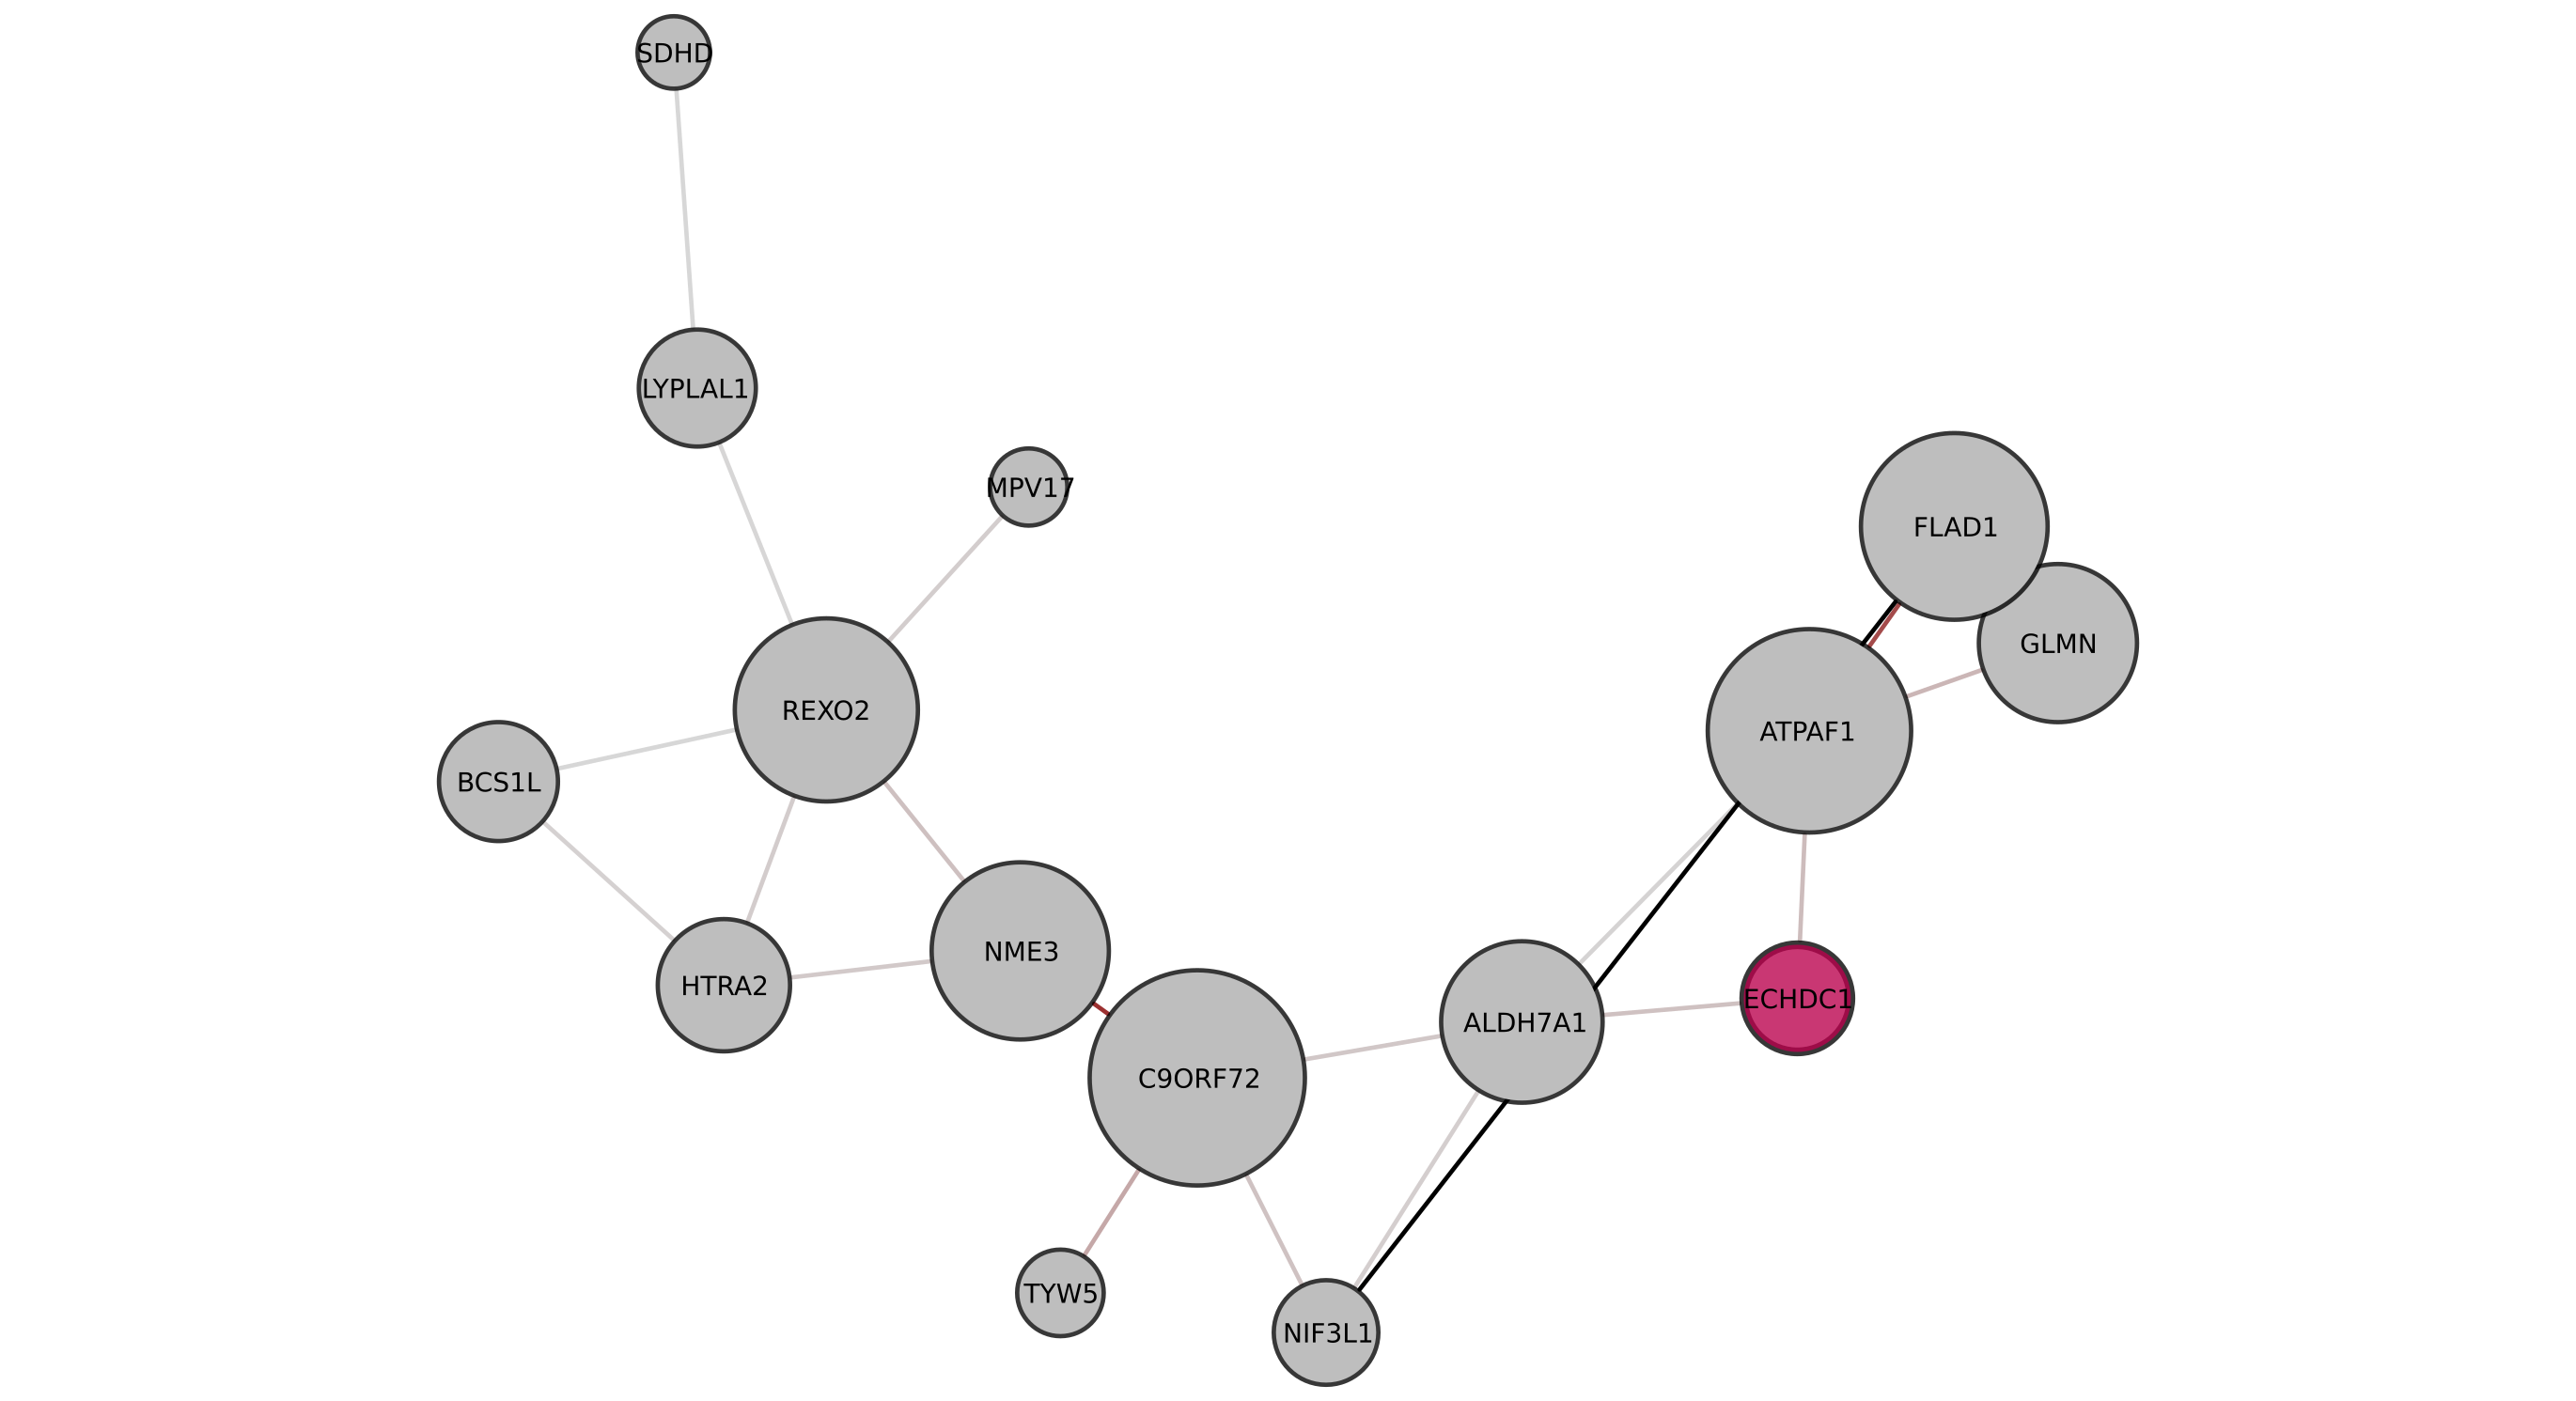 SDHD
LYPLAL1
MPV17
FLAD1
GLMN
REXO2
ATPAF1
BCS1L
NME3
HTRA2
ECHDC1
ALDH7A1
C9ORF72
TYW5
NIF3L1